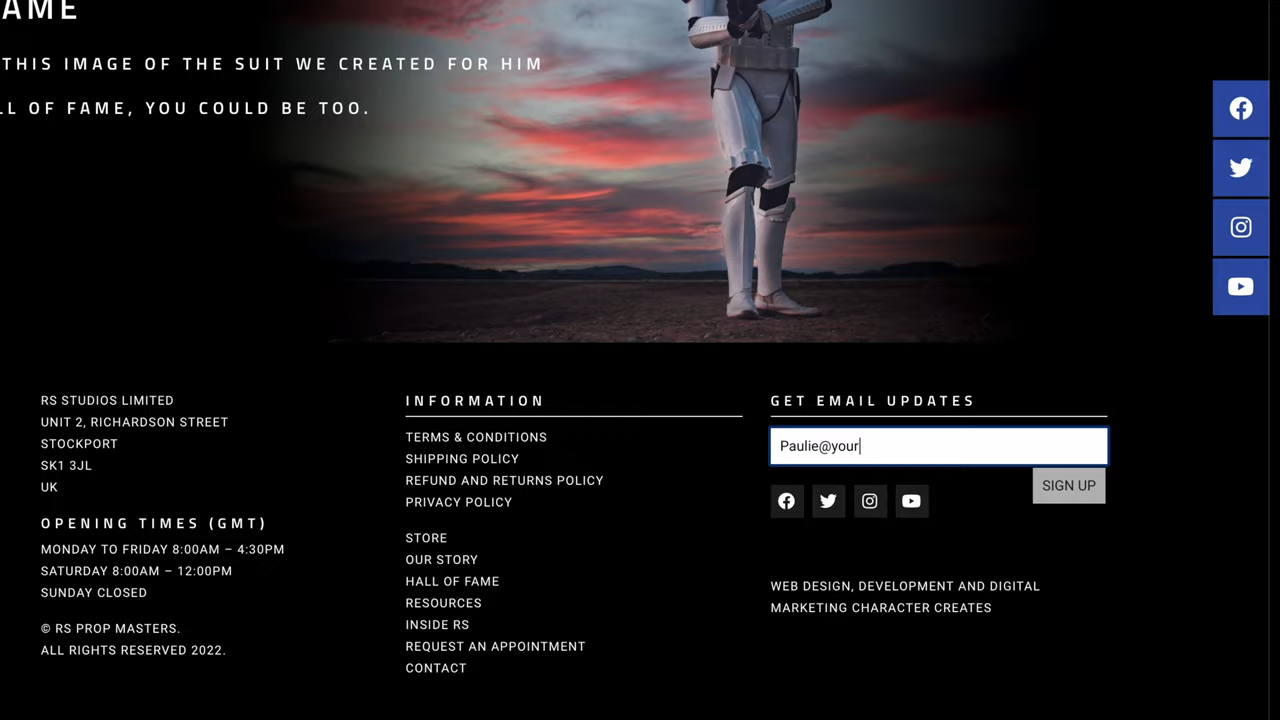 AME
THIS IMAGE OF THE SUIT WE CREATED FOR HIM
LL OF FAME, YOU COULD BE TOO.
RS STUDIOS LIMITED
UNIT 2, RICHARDSON STREET
STOCKPORT
SK1 3JL
UK
OPENING TIMES (GMT)
MONDAY TO FRIDAY 8:00AM – 4:30PM
SATURDAY 8:00AM – 12:00PM
SUNDAY CLOSED
© RS PROP MASTERS.
ALL RIGHTS RESERVED 2022.
INFORMATION
TERMS & CONDITIONS
SHIPPING POLICY
REFUND AND RETURNS POLICY
PRIVACY POLICY
STORE
OUR STORY
HALL OF FAME
RESOURCES
INSIDE RS
REQUEST AN APPOINTMENT
CONTACT
GET EMAIL UPDATES
Paulie@your
SIGN UP
WEB DESIGN, DEVELOPMENT AND DIGITAL
MARKETING CHARACTER CREATES